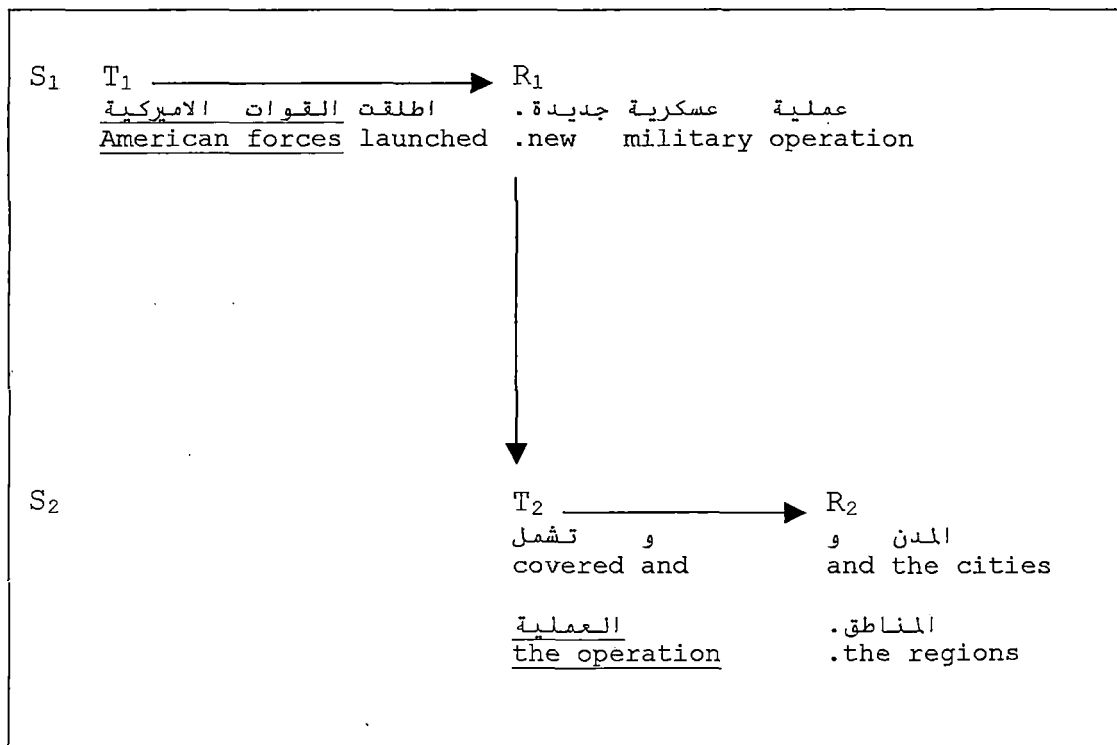 S₁ T₁ R₁
اطلقت القوات الاميركية عملية عسكرية جديدة.
American forces launched .new military operation
S₂ T₂ R₂
و تشمل المدن و
covered and and the cities
العملية المناطق.
the operation .the regions